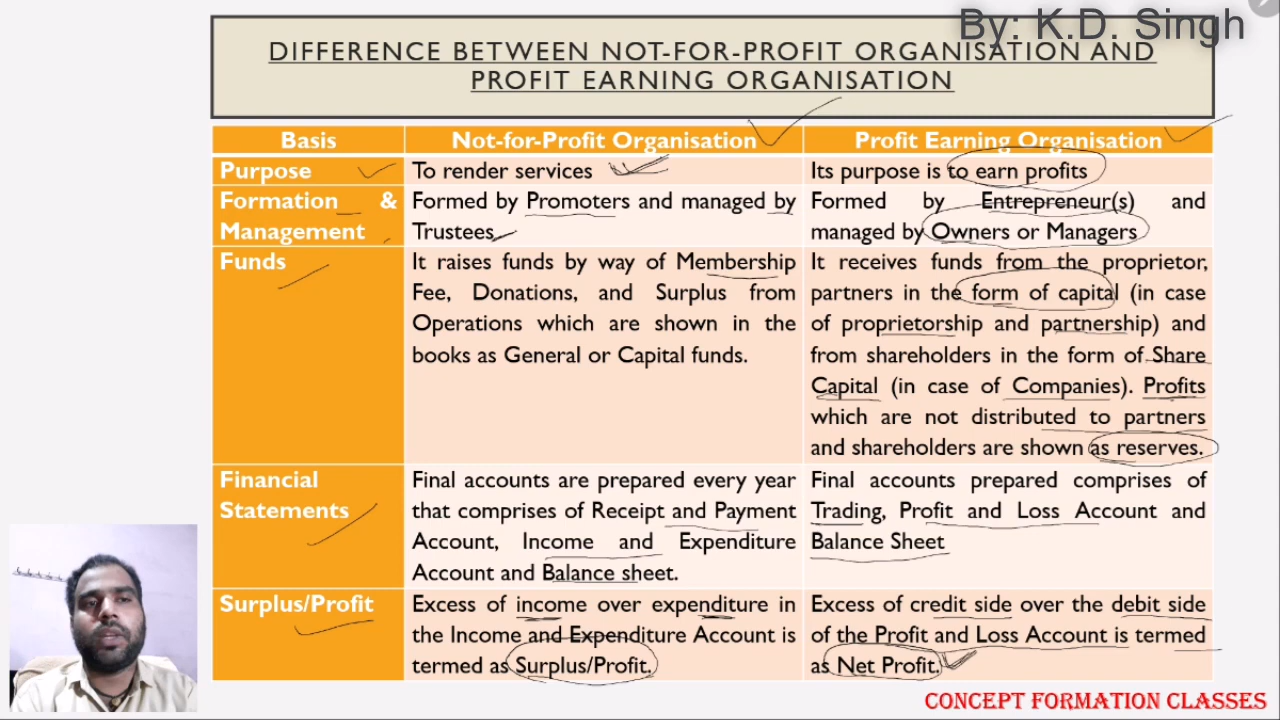 By: K.D. Singh
DIFFERENCE BETWEEN NOT-FOR-PROFIT ORGANISATION AND
PROFIT EARNING ORGANISATION
Basis
Not-for-Profit Organisation
Profit Earning Organisation
Purpose
To render services
Its purpose is to earn profits
Formation &
Management
Formed by Promoters and managed by
Trustees
Formed by Entrepreneur(s) and
managed by Owners or Managers
Funds
It raises funds by way of Membership
Fee, Donations, and Surplus from
Operations which are shown in the
books as General or Capital funds.
It receives funds from the proprietor,
partners in the form of capital (in case
of proprietorship and partnership) and
from shareholders in the form of Share
Capital (in case of Companies). Profits
which are not distributed to partners
and shareholders are shown as reserves.
Financial
Statements
Final accounts are prepared every year
that comprises of Receipt and Payment
Account, Income and Expenditure
Account and Balance sheet.
Final accounts prepared comprises of
Trading, Profit and Loss Account and
Balance Sheet
Surplus/Profit
Excess of income over expenditure in
the Income and Expenditure Account is
termed as Surplus/Profit.
Excess of credit side over the debit side
of the Profit and Loss Account is termed
as Net Profit.
CONCEPT FORMATION CLASSES